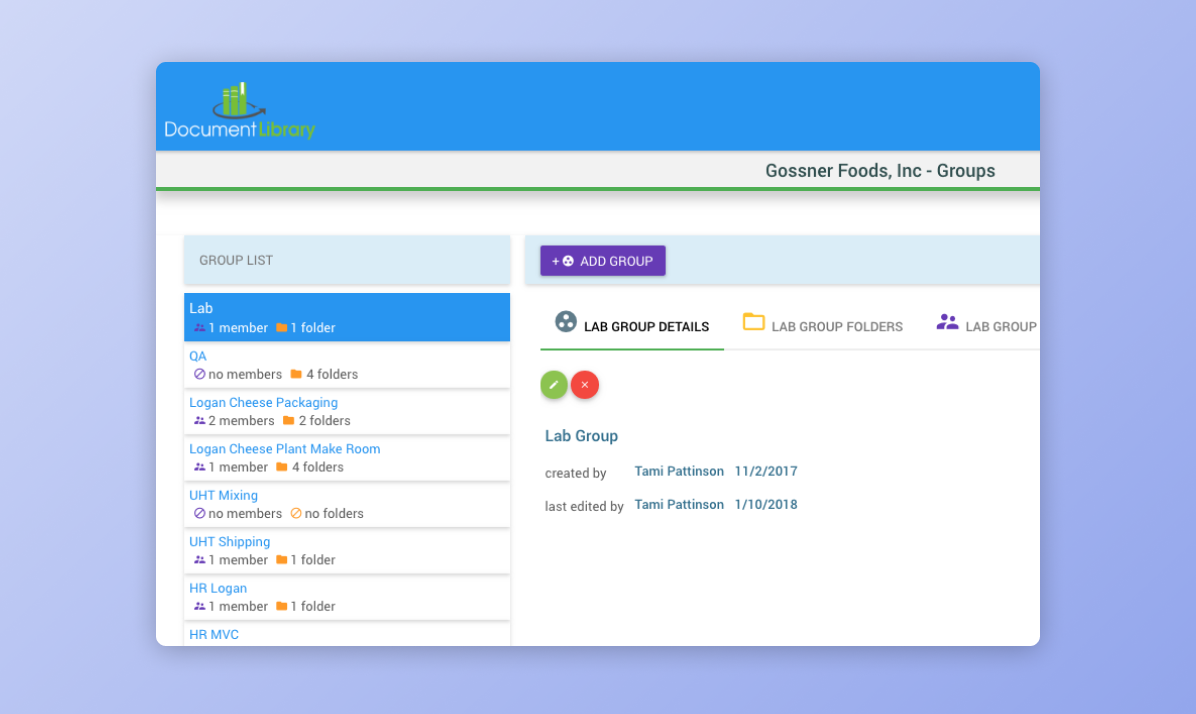 DocumentLibrary
Gossner Foods, Inc - Groups
GROUP LIST
Lab
1 member 1 folder
QA
no members 4 folders
Logan Cheese Packaging
2 members 2 folders
Logan Cheese Plant Make Room
1 member 4 folders
UHT Mixing
no members no folders
UHT Shipping
1 member 1 folder
HR Logan
1 member 1 folder
HR MVC
+ ADD GROUP
LAB GROUP DETAILS LAB GROUP FOLDERS LAB GROUP
Lab Group
created by Tami Pattinson 11/2/2017
last edited by Tami Pattinson 1/10/2018